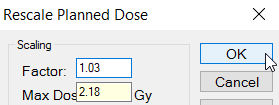 Rescale Planned Dose
Scaling
Factor: 1.03
Max Dos 2.18 Gy
OK
Cancel